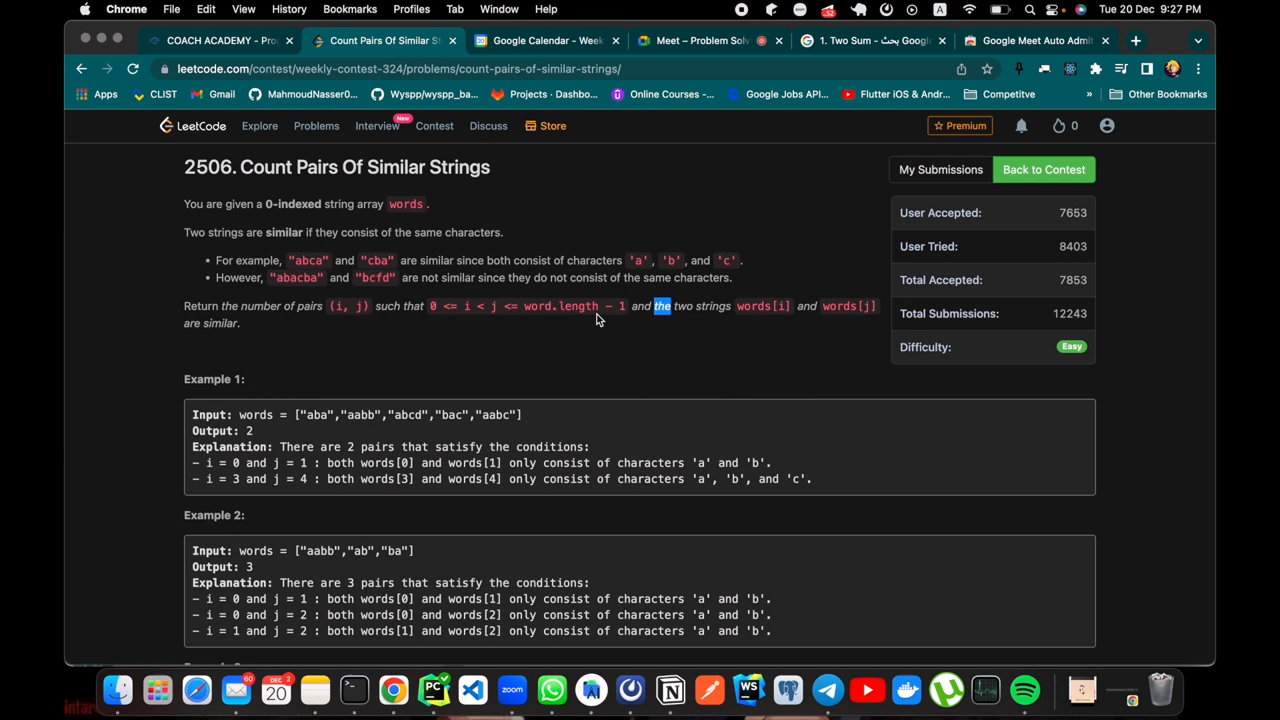 Chrome File Edit View History Bookmarks Profiles Tab Window Help 52 A Tue 20 Dec 9:27 PM
COACH ACADEMY - Pro Count Pairs Of Similar St Google Calendar - Week Meet – Problem Solv 1. Two Sum - بحث Google Google Meet Auto Admit
leetcode.com/contest/weekly-contest-324/problems/count-pairs-of-similar-strings/
Apps CLIST Gmail MahmoudNasser0... Wyspp/wyspp_ba... Projects · Dashbo... Online Courses -... Google Jobs API... Flutter iOS & Andr... Competitve » Other Bookmarks
LeetCode Explore Problems Interview New Contest Discuss Store Premium 0
2506. Count Pairs Of Similar Strings
My Submissions Back to Contest
You are given a 0-indexed string array words.
Two strings are similar if they consist of the same characters.
• For example, "abca" and "cba" are similar since both consist of characters 'a', 'b', and 'c'.
• However, "abacba" and "bcfd" are not similar since they do not consist of the same characters.
Return the number of pairs (i, j) such that 0 <= i < j <= word.length - 1 and the two strings words[i] and words[j]
are similar.
User Accepted: 7653
User Tried: 8403
Total Accepted: 7853
Total Submissions: 12243
Difficulty: Easy
Example 1:
Input: words = ["aba","aabb","abcd","bac","aabc"]
Output: 2
Explanation: There are 2 pairs that satisfy the conditions:
- i = 0 and j = 1 : both words[0] and words[1] only consist of characters 'a' and 'b'.
- i = 3 and j = 4 : both words[3] and words[4] only consist of characters 'a', 'b', and 'c'.
Example 2:
Input: words = ["aabb","ab","ba"]
Output: 3
Explanation: There are 3 pairs that satisfy the conditions:
- i = 0 and j = 1 : both words[0] and words[1] only consist of characters 'a' and 'b'.
- i = 0 and j = 2 : both words[0] and words[2] only consist of characters 'a' and 'b'.
- i = 1 and j = 2 : both words[1] and words[2] only consist of characters 'a' and 'b'.
60 DEC 20 2 PC zoom WS